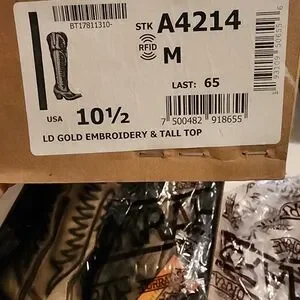 BT17811310-
STK A4214
RFID
M
LAST: 65
USA 10½
7 500482 918655
LD GOLD EMBROIDERY & TALL TOP